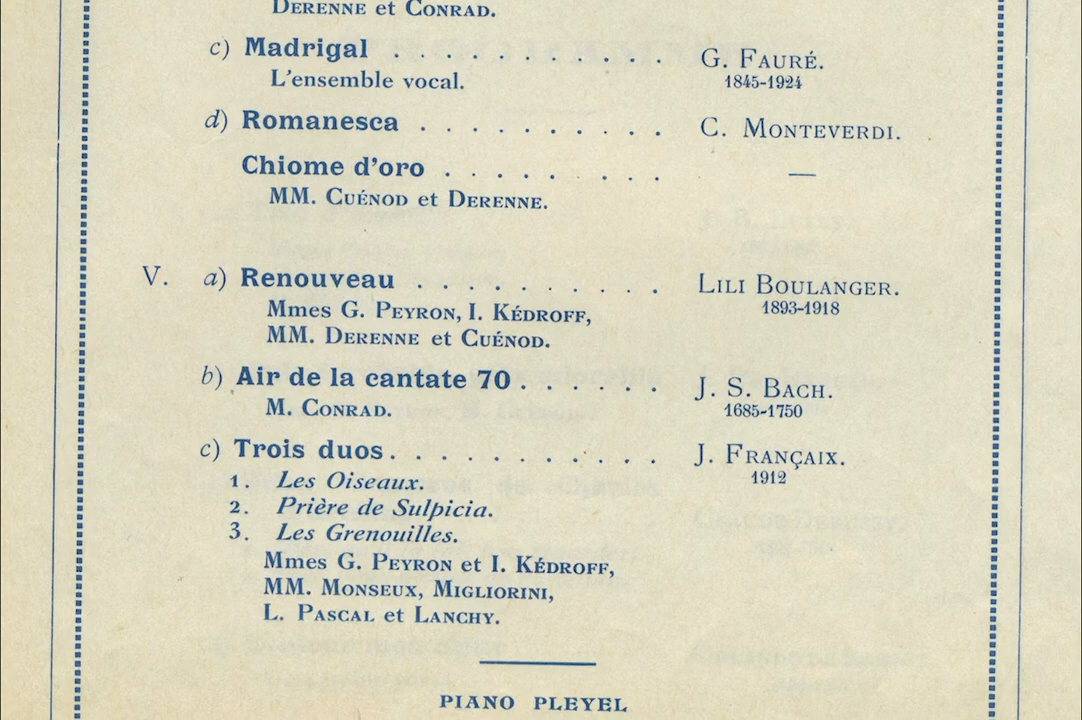 DERENNE et CONRAD.
c) Madrigal . . . . . . . . . . . G. FAURÉ.
L'ensemble vocal. 1845-1924
d) Romanesca . . . . . . . . . . C. MONTEVERDI.
Chiome d'oro . . . . . . . . —
MM. CUÉNOD et DERENNE.
V. a) Renouveau . . . . . . . . . LILI BOULANGER.
Mmes G. PEYRON, I. KÉDROFF, 1893-1918
MM. DERENNE et CUÉNOD.
b) Air de la cantate 70 . . . . . . J. S. BACH.
M. CONRAD. 1685-1750
c) Trois duos . . . . . . . . . . . J. FRANÇAIX.
1. Les Oiseaux. 1912
2. Prière de Sulpicia.
3. Les Grenouilles.
Mmes G. PEYRON et I. KÉDROFF,
MM. MONSEUX, MIGLIORINI,
L. PASCAL et LANCHY.
PIANO PLEYEL